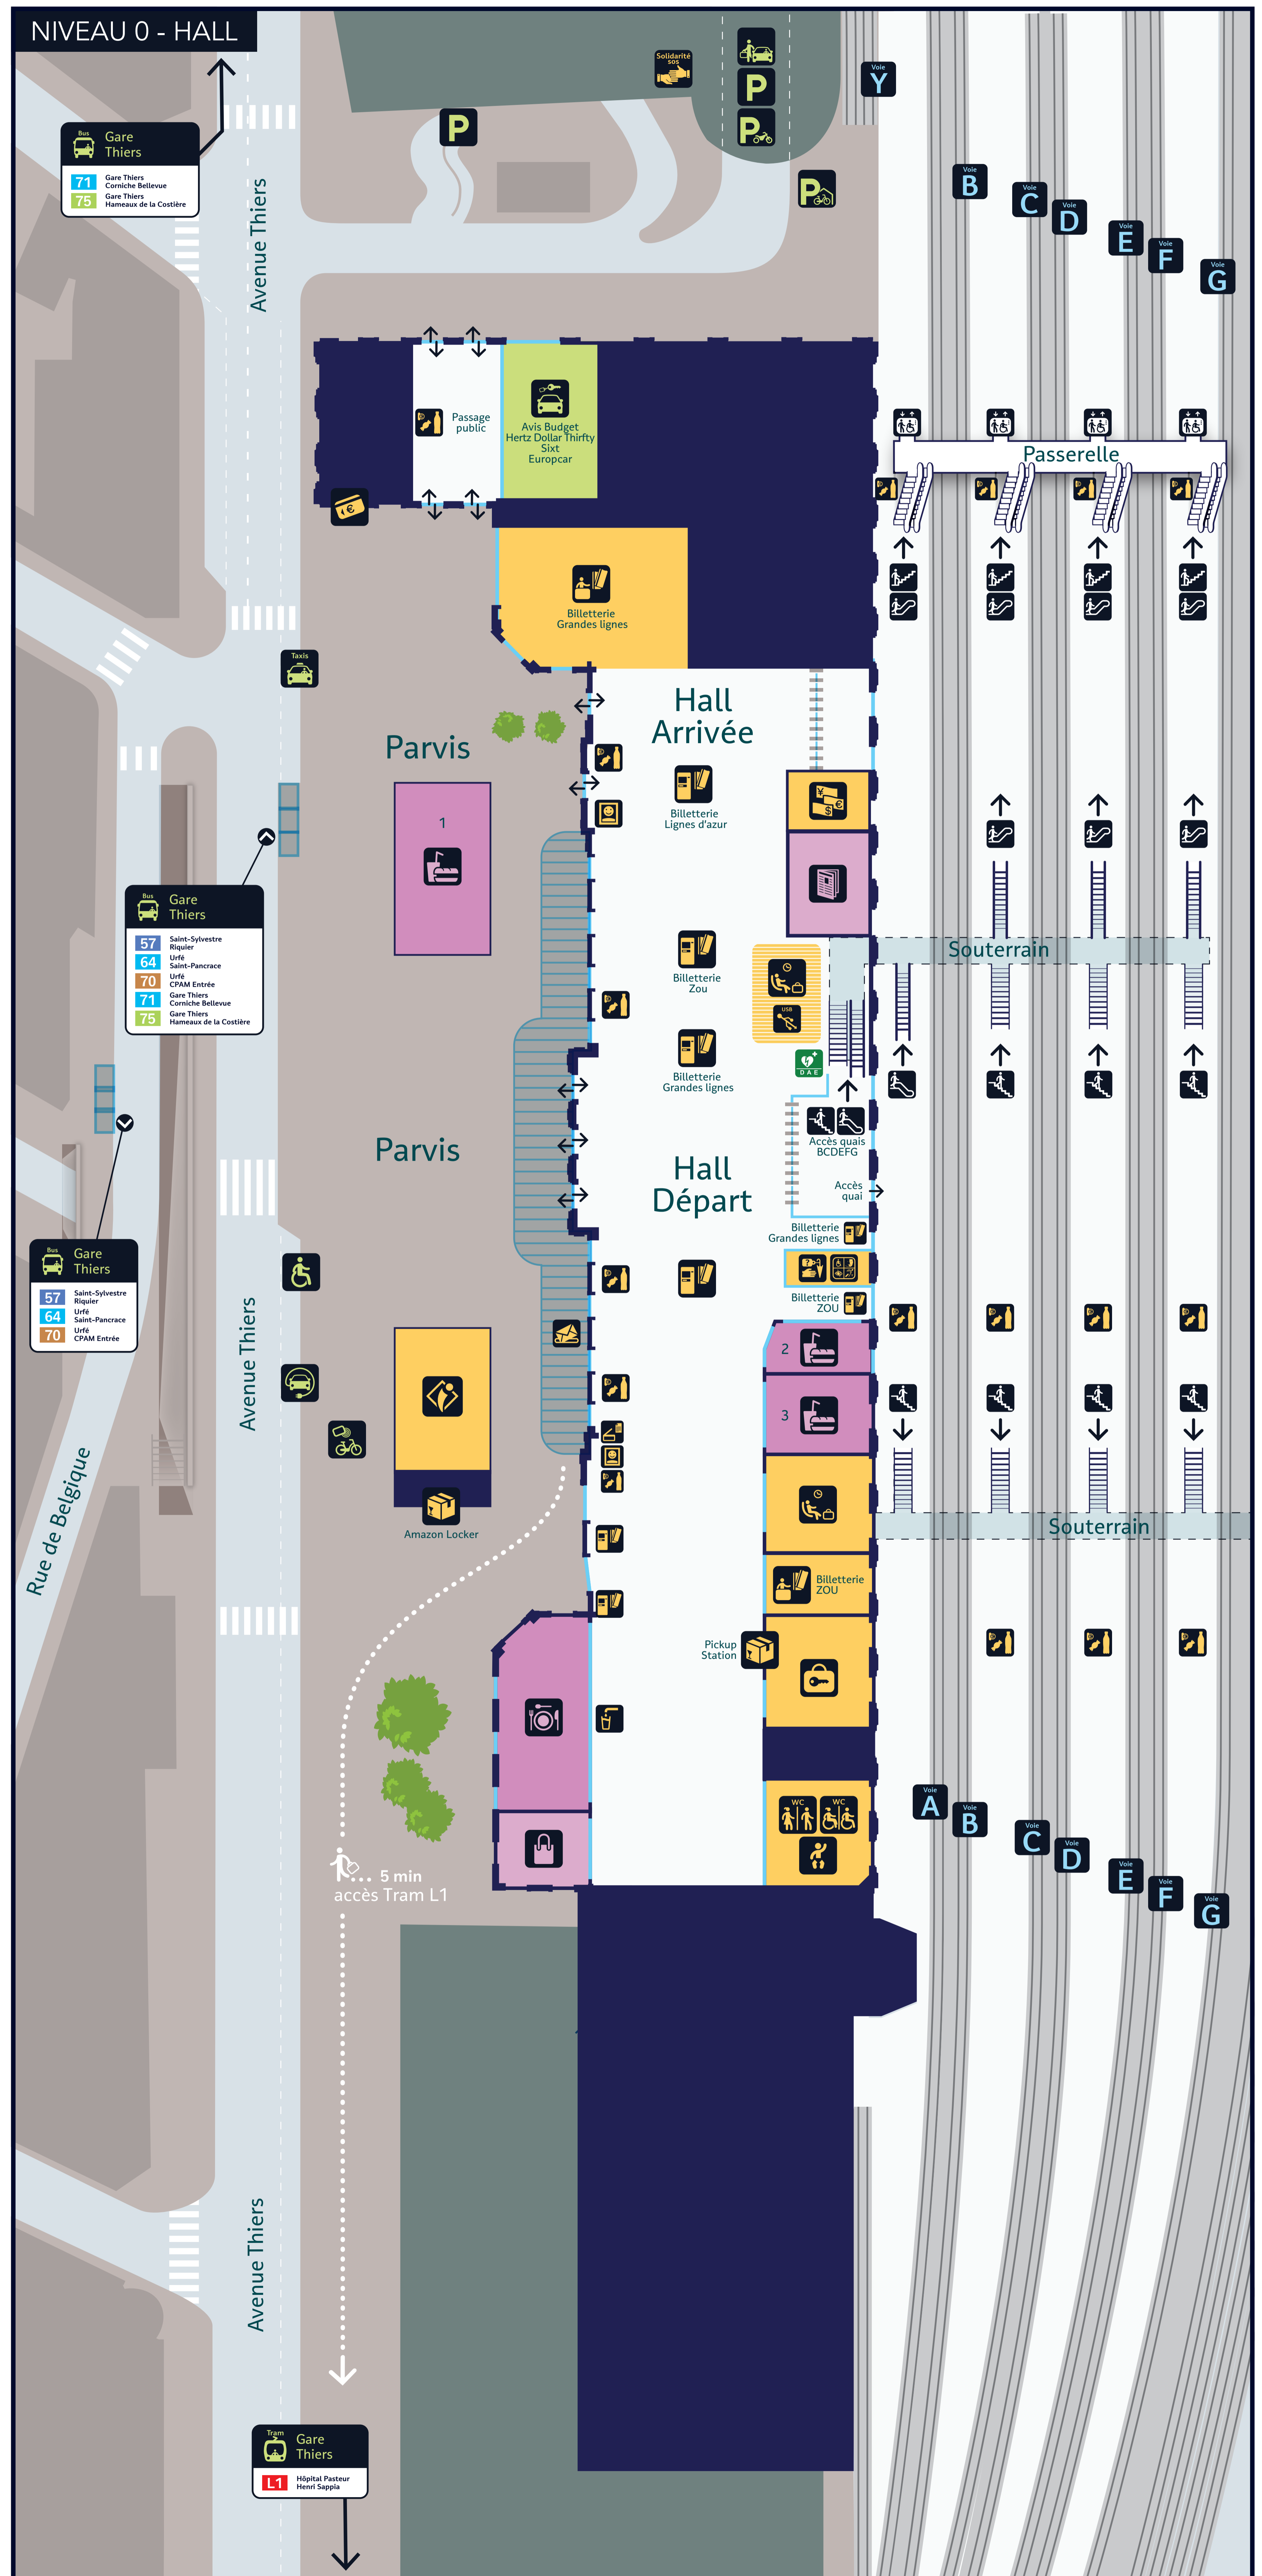 NIVEAU 0 - HALL
Solidarité
sos
P
P
P
P
Voie
Y
Bus
Gare
Thiers
71
Gare Thiers
Corniche Bellevue
75
Gare Thiers
Hameaux de la Costière
Avenue Thiers
B
Voie
C
Voie
D
Voie
E
Voie
F
Voie
G
Passage
public
Avis Budget
Hertz Dollar Thirfty
Sixt
Europcar
Passerelle
€
Billetterie
Grandes lignes
Taxis
Hall
Arrivée
Parvis
Billetterie
Lignes d'azur
¥
€
$
1
Bus
Gare
Thiers
57
Saint-Sylvestre
Riquier
64
Urfé
Saint-Pancrace
70
Urfé
CPAM Entrée
71
Gare Thiers
Corniche Bellevue
75
Gare Thiers
Hameaux de la Costière
Billetterie
Zou
USB
Souterrain
Billetterie
Grandes lignes
DAE
Accès quais
BCDEFG
Parvis
Hall
Départ
Accès
quai
Billetterie
Grandes lignes
Billetterie
ZOU
Bus
Gare
Thiers
57
Saint-Sylvestre
Riquier
64
Urfé
Saint-Pancrace
70
Urfé
CPAM Entrée
Avenue Thiers
2
3
Rue de Belgique
Amazon Locker
Souterrain
Billetterie
ZOU
Pickup
Station
WC
WC
Voie
A
Voie
B
Voie
C
Voie
D
Voie
E
Voie
F
Voie
G
5 min
accès Tram L1
Avenue Thiers
Tram
Gare
Thiers
L1
Hôpital Pasteur
Henri Sappia